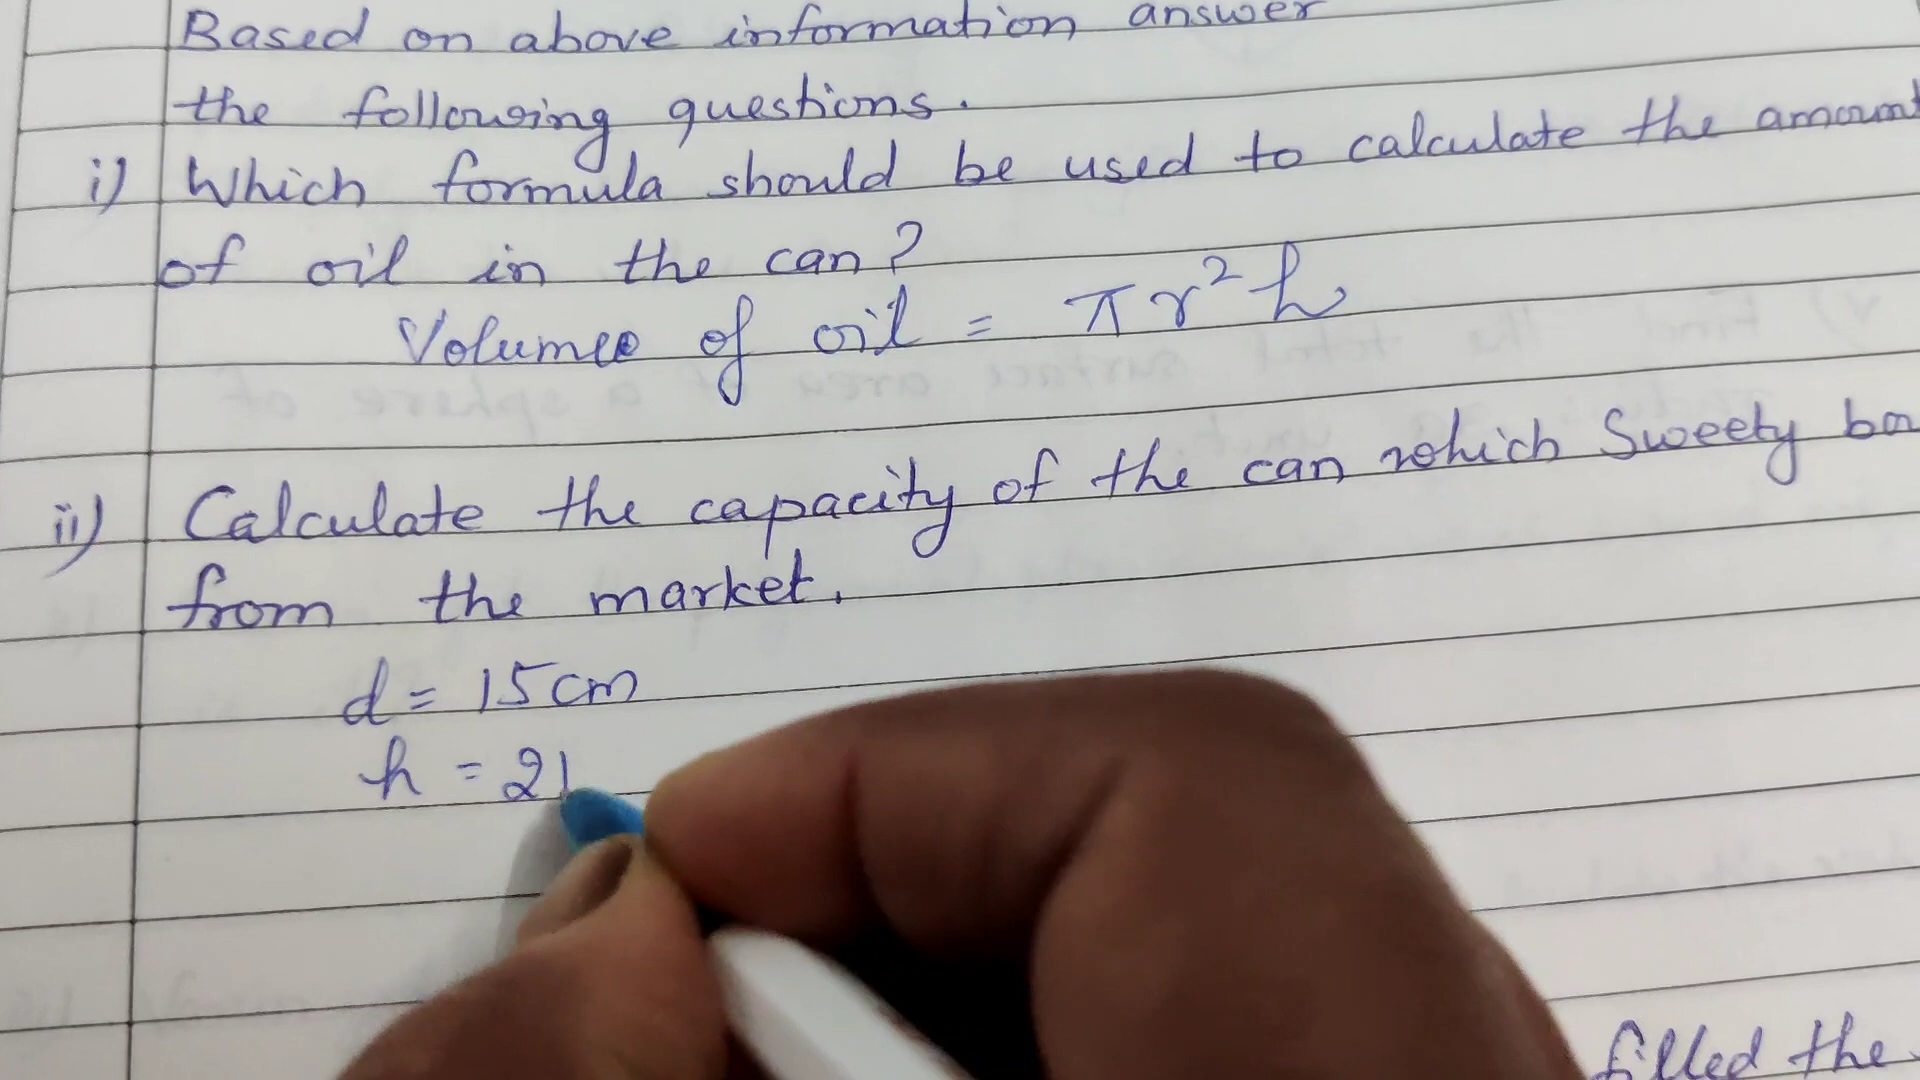 Based on above information answer
the following questions.
i) Which formula should be used to calculate the amount
of oil in the can?
Volume of oil = πr²h
ii) Calculate the capacity of the can which Sweety bo
from the market.
d = 15cm
h = 21
filled the